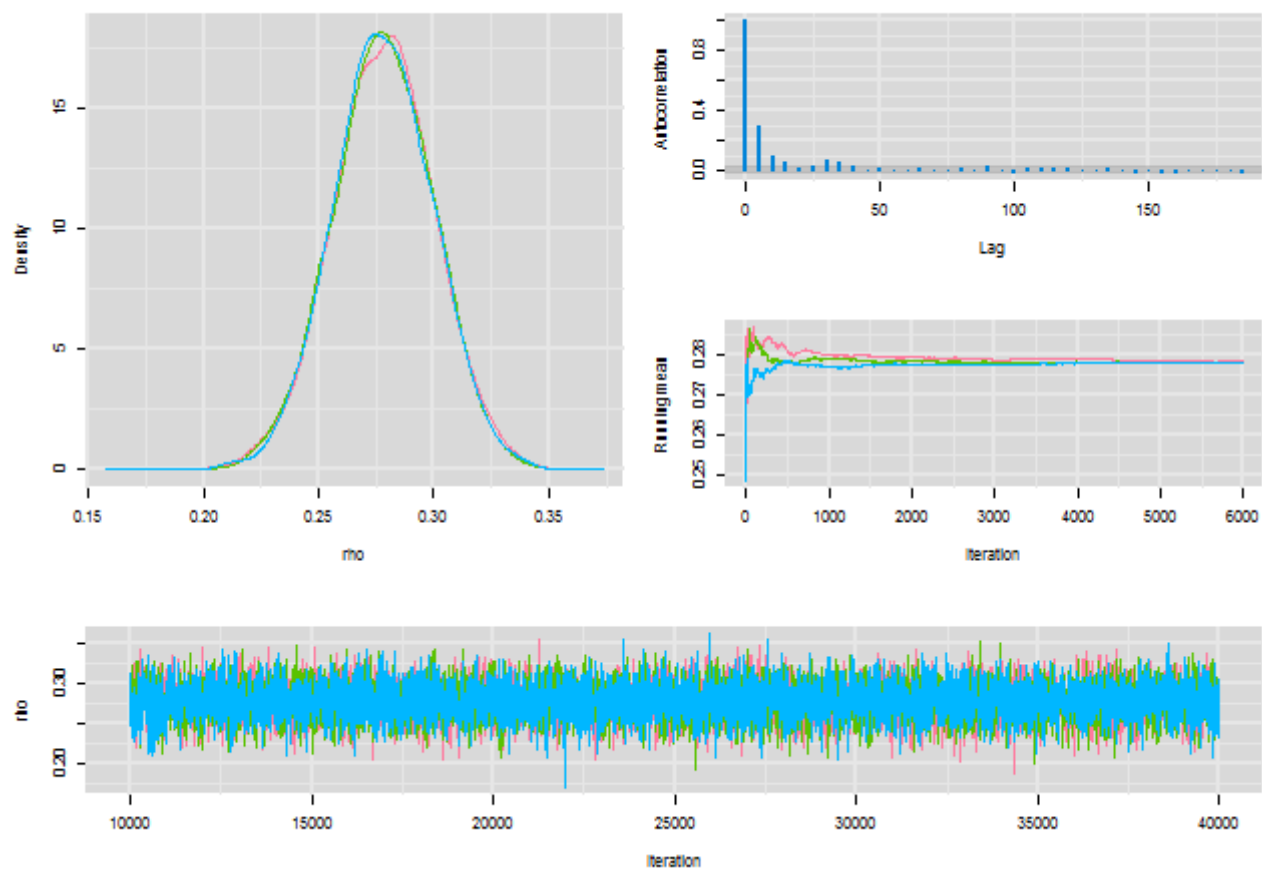 Density
15
10
5
0
0.15 0.20 0.25 0.30 0.35
rho
Autocorrelation
0.8
0.4
0.0
0 50 100 150
Lag
Running mean
0.28
0.27
0.26
0.25
0 1000 2000 3000 4000 5000 6000
Iteration
rho
0.30
0.20
10000 15000 20000 25000 30000 35000 40000
Iteration